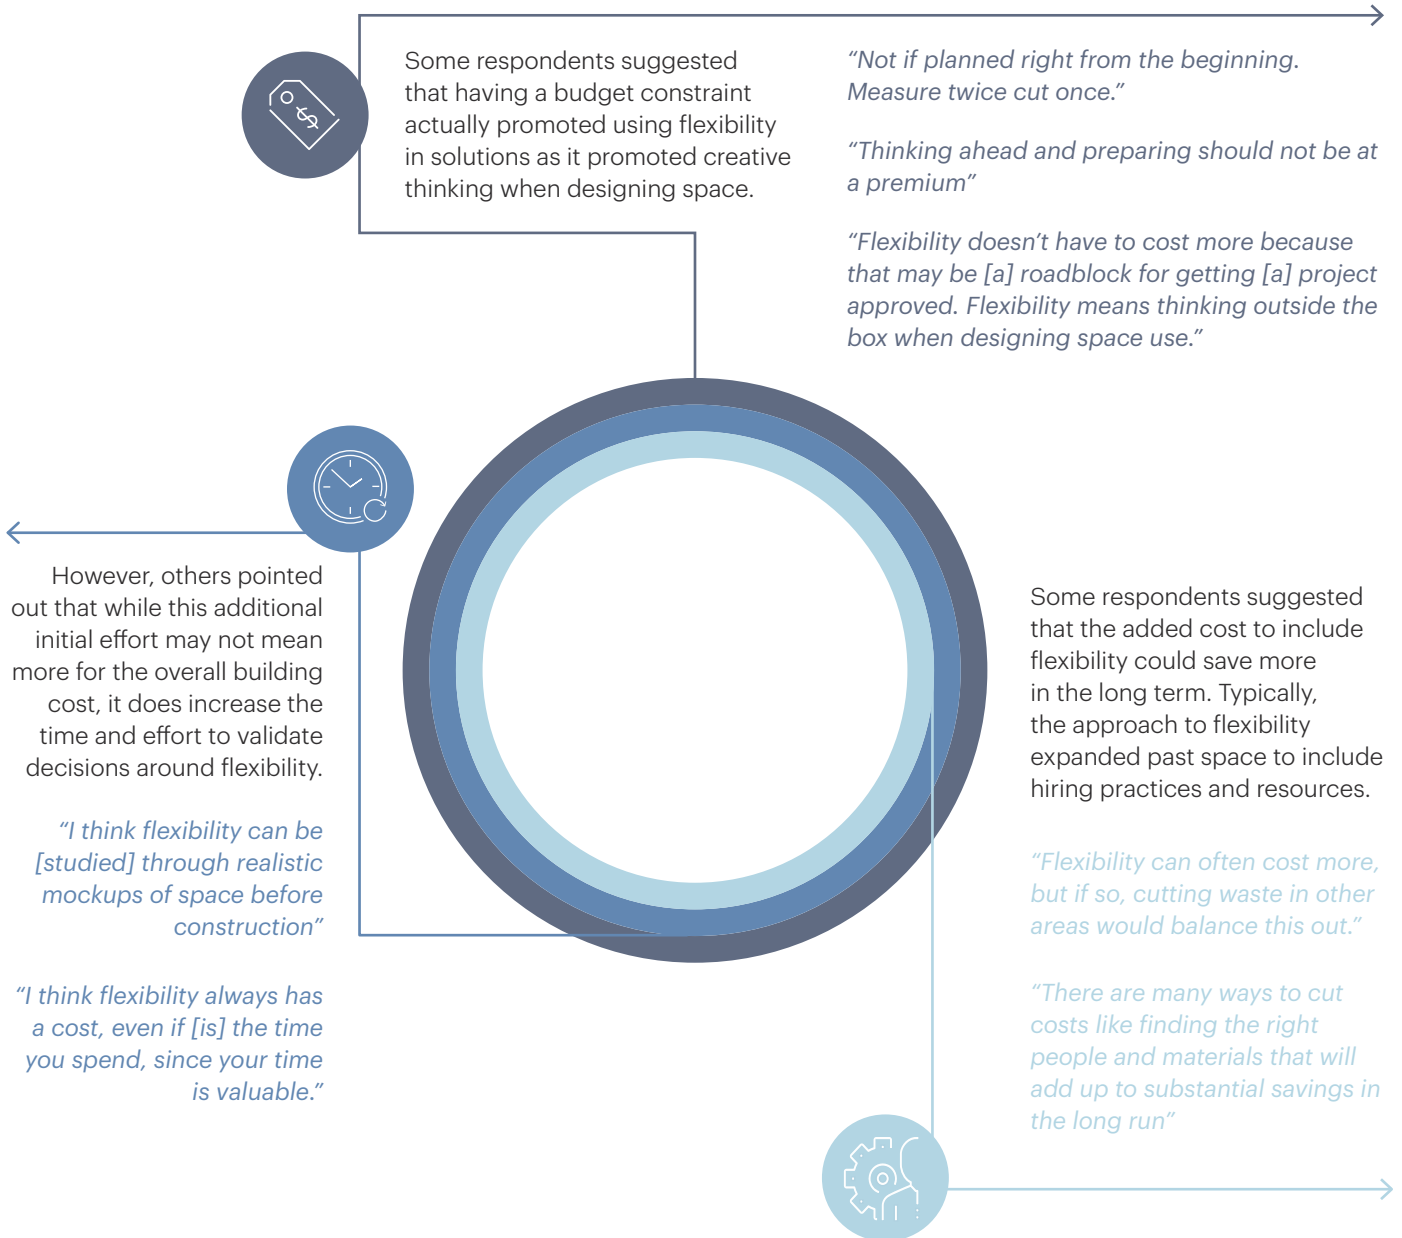 Some respondents suggested
that having a budget constraint
actually promoted using flexibility
in solutions as it promoted creative
thinking when designing space.
“Not if planned right from the beginning.
Measure twice cut once.”
“Thinking ahead and preparing should not be at
a premium”
“Flexibility doesn’t have to cost more because
that may be [a] roadblock for getting [a] project
approved. Flexibility means thinking outside the
box when designing space use.”
However, others pointed
out that while this additional
initial effort may not mean
more for the overall building
cost, it does increase the
time and effort to validate
decisions around flexibility.
“I think flexibility can be
[studied] through realistic
mockups of space before
construction”
“I think flexibility always has
a cost, even if [is] the time
you spend, since your time
is valuable.”
Some respondents suggested
that the added cost to include
flexibility could save more
in the long term. Typically,
the approach to flexibility
expanded past space to include
hiring practices and resources.
“Flexibility can often cost more,
but if so, cutting waste in other
areas would balance this out.”
“There are many ways to cut
costs like finding the right
people and materials that will
add up to substantial savings in
the long run”